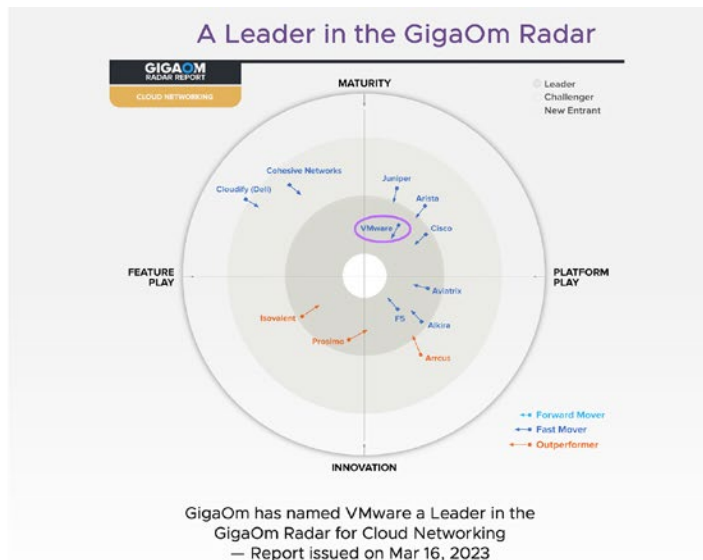 A Leader in the GigaOm Radar
GIGAOM
RADAR REPORT
CLOUD NETWORKING
MATURITY
Leader
Challenger
New Entrant
Cohesive Networks
Cloudify (Dell)
Juniper
Arista
VMware
Cisco
FEATURE
PLAY
PLATFORM
PLAY
Aviatrix
Isovalent
F5
Alkira
Prosimo
Arrcus
Forward Mover
Fast Mover
Outperformer
INNOVATION
GigaOm has named VMware a Leader in the
GigaOm Radar for Cloud Networking
— Report issued on Mar 16, 2023